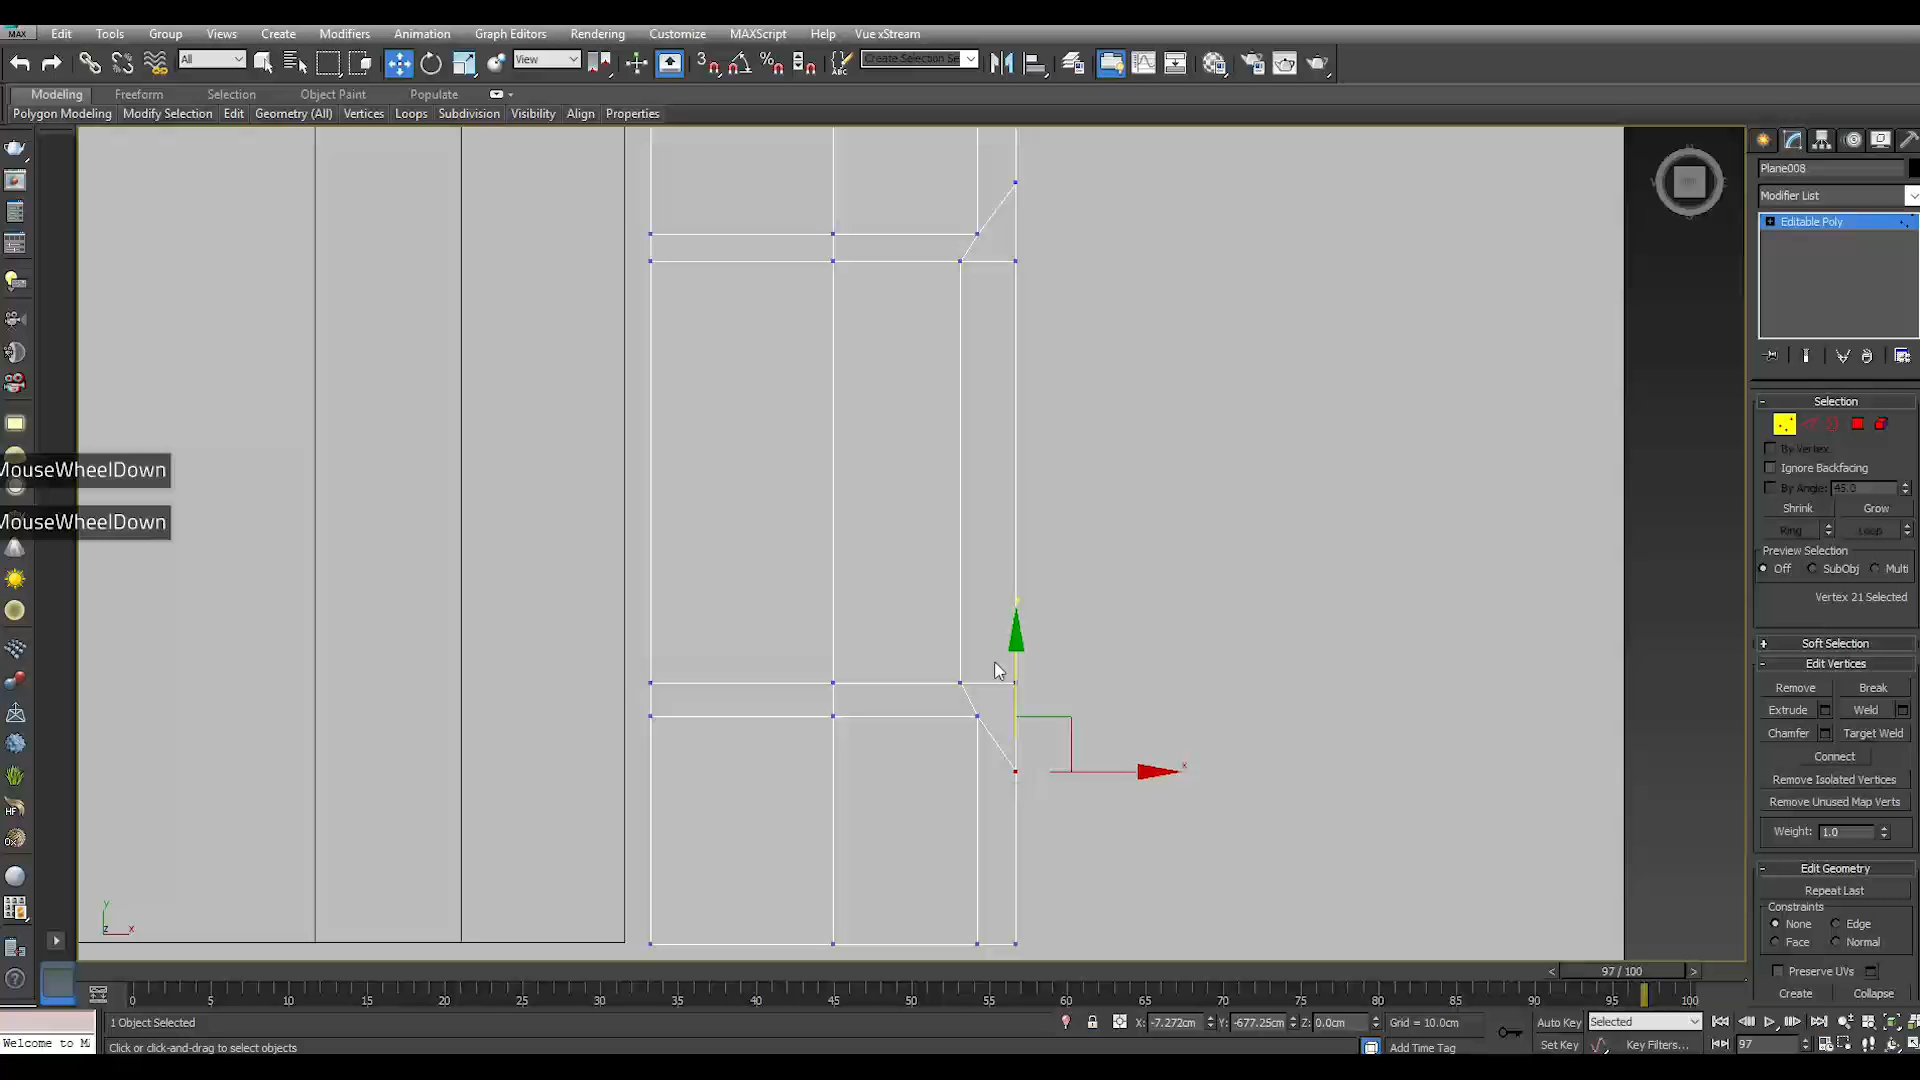 MAX Edit Tools Group Views Create Modifiers Animation Graph Editors Rendering Customize MAXScript Help Vue xStream
All View Create Selection Se
Modeling Freeform Selection Object Paint Populate
Polygon Modeling Modify Selection Edit Geometry (All) Vertices Loops Subdivision Visibility Align Properties
Plane008
Modifier List
Editable Poly
Selection
By Vertex
Ignore Backfacing
By Angle: 45.0
Shrink Grow
Ring Loop
Preview Selection
Off SubObj Multi
Vertex 21 Selected
Soft Selection
Edit Vertices
Remove Break
Extrude Weld
Chamfer Target Weld
Connect
Remove Isolated Vertices
Remove Unused Map Verts
Weight: 1.0
Edit Geometry
Repeat Last
Constraints
None Edge
Face Normal
Preserve UVs
Create Collapse
MouseWheelDown
MouseWheelDown
x
y
z x
< 97 / 100 >
0 5 10 15 20 25 30 35 40 45 50 55 60 65 70 75 80 85 90 95 100
1 Object Selected X: -7.272cm Y: -677.25cm Z: 0.0cm Grid = 10.0cm Auto Key Selected
Welcome to M
Click or click-and-drag to select objects Add Time Tag Set Key Key Filters... 97